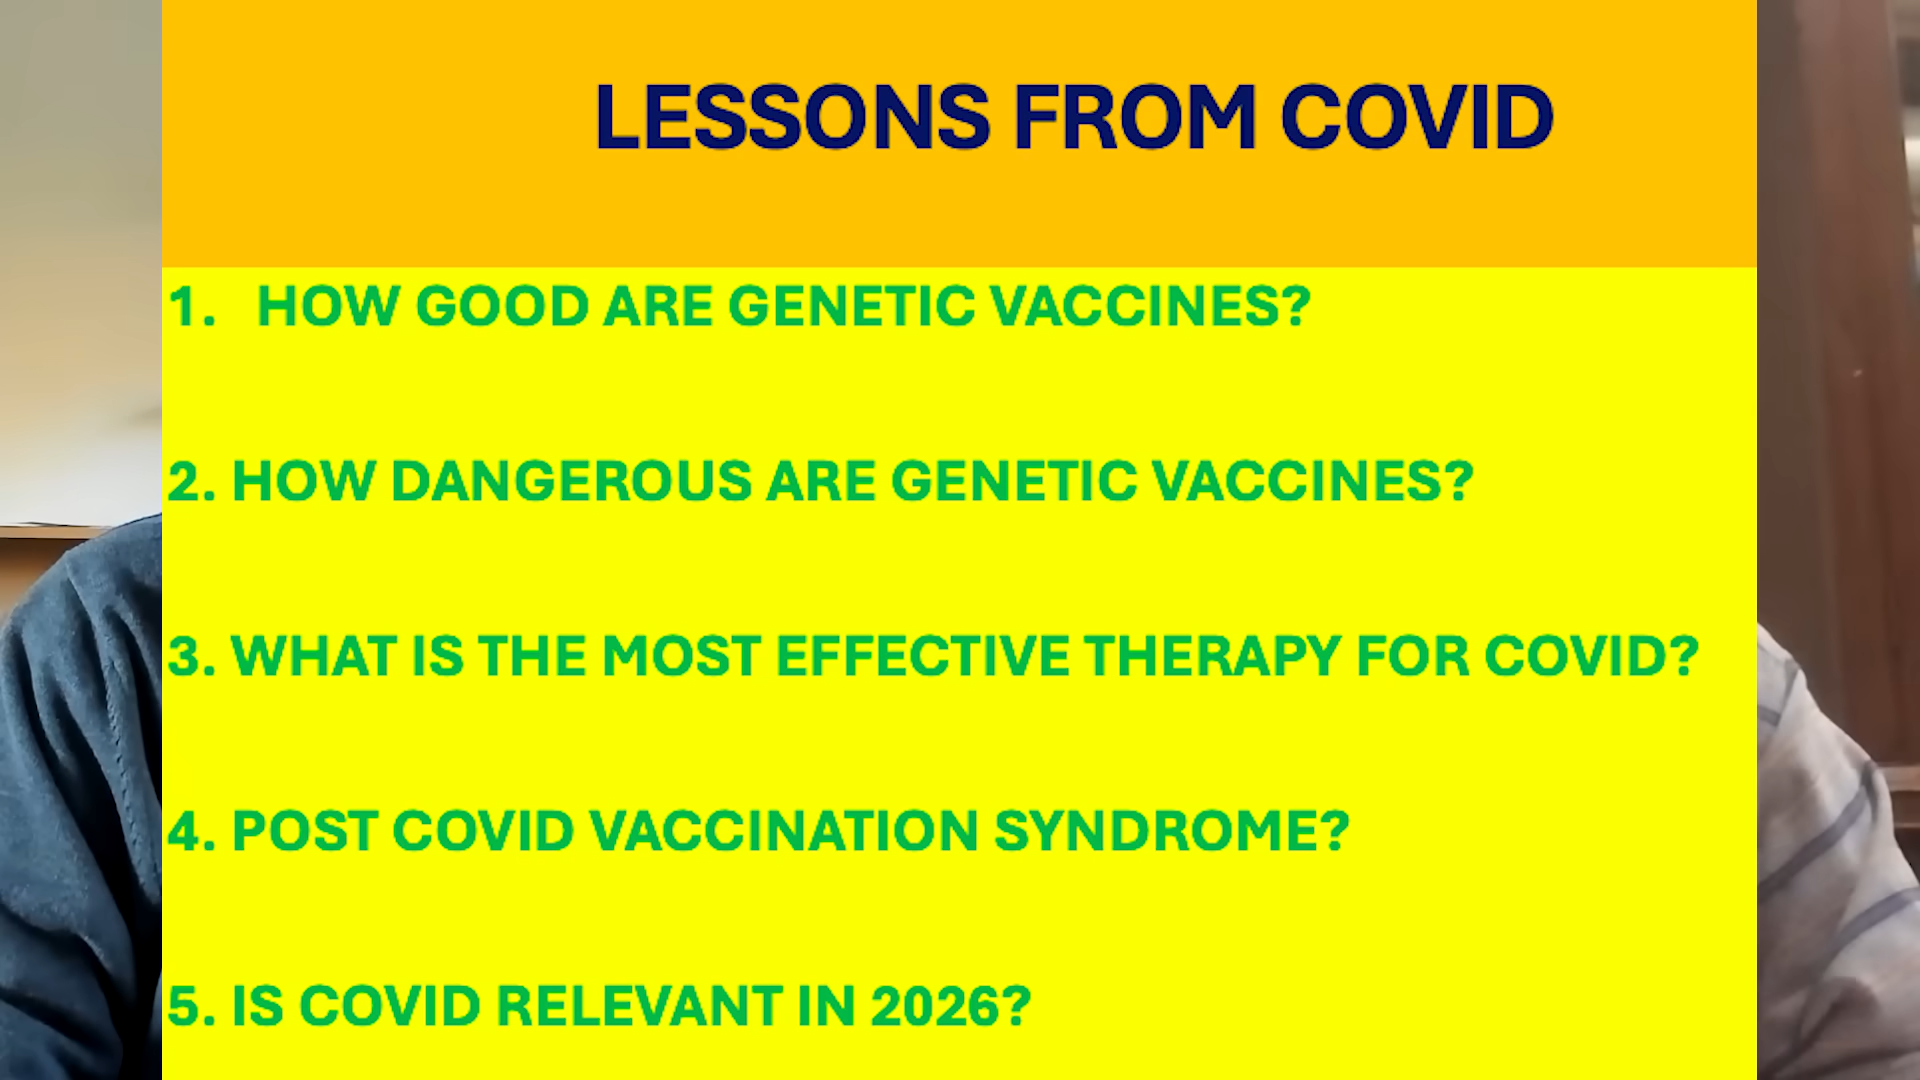 LESSONS FROM COVID
1. HOW GOOD ARE GENETIC VACCINES?
2. HOW DANGEROUS ARE GENETIC VACCINES?
3. WHAT IS THE MOST EFFECTIVE THERAPY FOR COVID?
4. POST COVID VACCINATION SYNDROME?
5. IS COVID RELEVANT IN 2026?